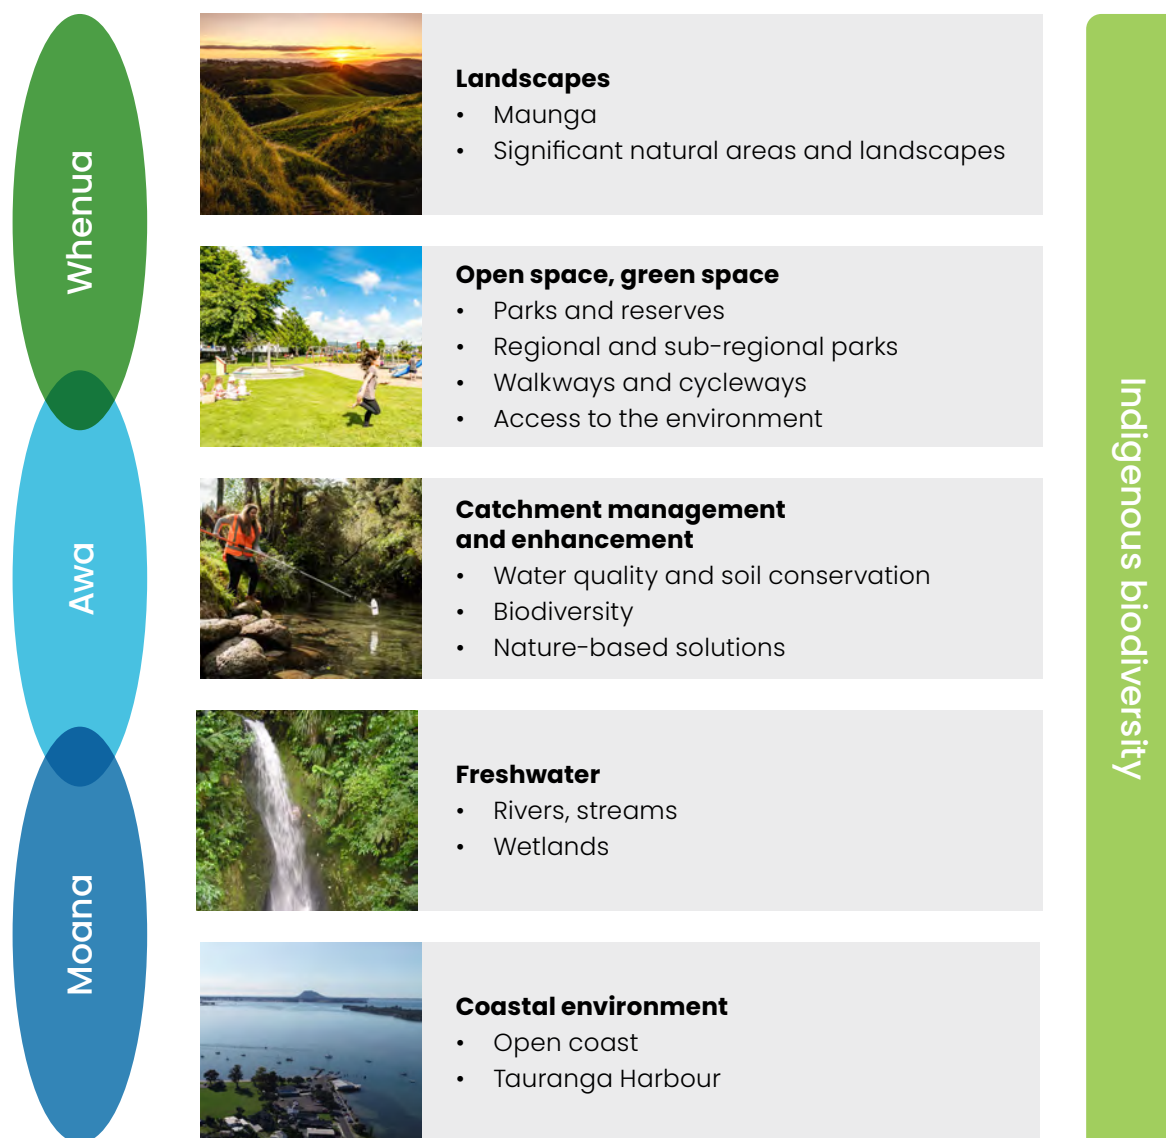 Whenua
Awa
Moana
Landscapes
• Maunga
• Significant natural areas and landscapes
Open space, green space
• Parks and reserves
• Regional and sub-regional parks
• Walkways and cycleways
• Access to the environment
Catchment management
and enhancement
• Water quality and soil conservation
• Biodiversity
• Nature-based solutions
Freshwater
• Rivers, streams
• Wetlands
Coastal environment
• Open coast
• Tauranga Harbour
Indigenous biodiversity